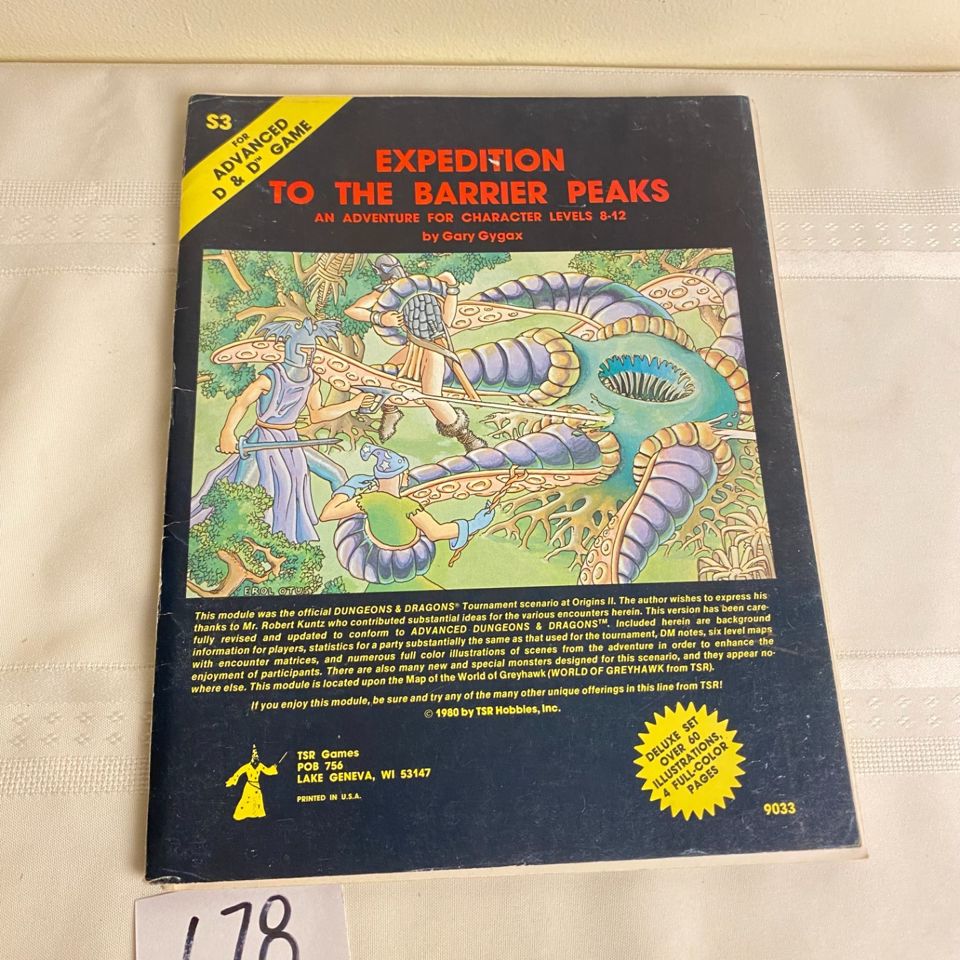 S3
FOR
ADVANCED
D & D™ GAME
EXPEDITION
TO THE BARRIER PEAKS
AN ADVENTURE FOR CHARACTER LEVELS 8-12
by Gary Gygax
EROL OTUS
This module was the official DUNGEONS & DRAGONS® Tournament scenario at Origins II. The author wishes to express his
thanks to Mr. Robert Kuntz who contributed substantial ideas for the various encounters herein. This version has been care-
fully revised and updated to conform to ADVANCED DUNGEONS & DRAGONS™. Included herein are background
information for players, statistics for a party substantially the same as that used for the tournament, DM notes, six level maps
with encounter matrices, and numerous full color illustrations of scenes from the adventure in order to enhance the
enjoyment of participants. There are also many new and special monsters designed for this scenario, and they appear no-
where else. This module is located upon the Map of the World of Greyhawk (WORLD OF GREYHAWK from TSR).
If you enjoy this module, be sure and try any of the many other unique offerings in this line from TSR!
© 1980 by TSR Hobbies, Inc.
TSR Games
POB 756
LAKE GENEVA, WI 53147
PRINTED IN U.S.A.
DELUXE SET
OVER 60
ILLUSTRATIONS,
4 FULL-COLOR
PAGES
9033
178